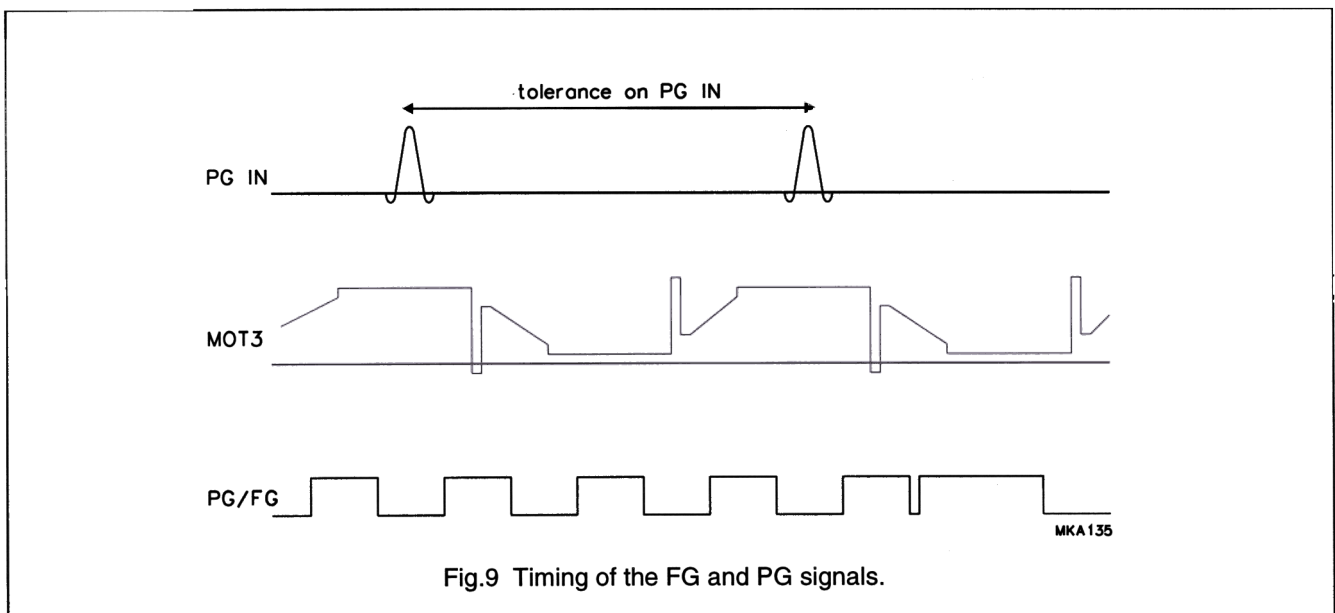 tolerance on PG IN
PG IN
MOT3
PG/FG
MKA135
Fig.9 Timing of the FG and PG signals.